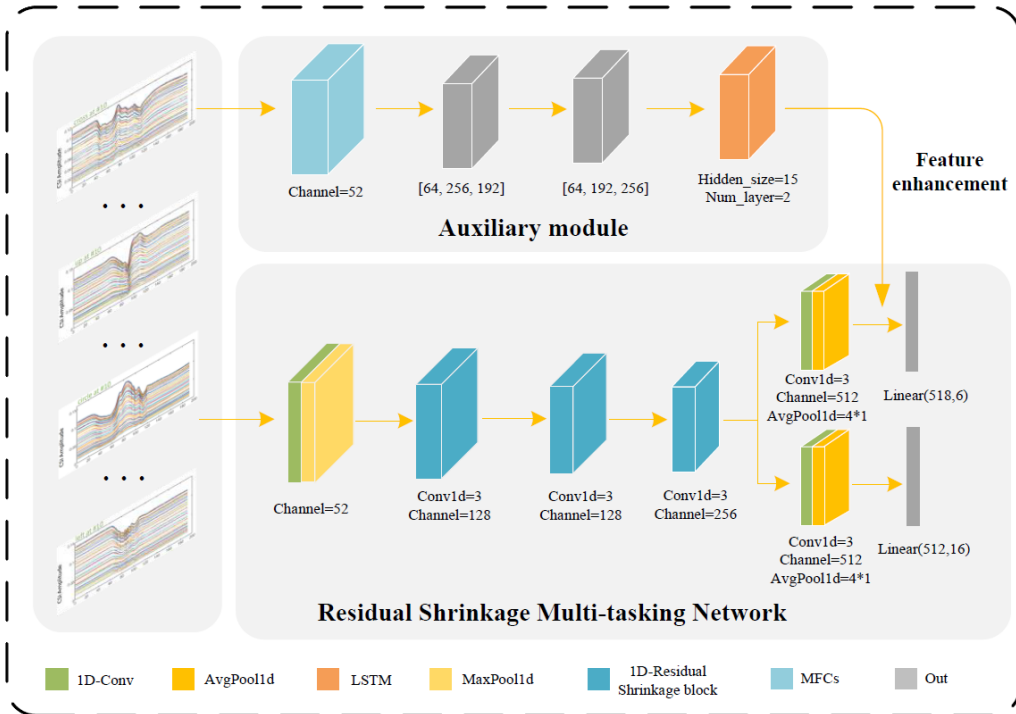 Channel=52
[64, 256, 192]
[64, 192, 256]
Hidden_size=15
Num_layer=2
Auxiliary module
Feature
enhancement
• • •
• • •
• • •
Channel=52
Conv1d=3
Channel=128
Conv1d=3
Channel=128
Conv1d=3
Channel=256
Conv1d=3
Channel=512
AvgPool1d=4*1
Linear(518,6)
Conv1d=3
Channel=512
AvgPool1d=4*1
Linear(512,16)
Residual Shrinkage Multi-tasking Network
1D-Conv
AvgPool1d
LSTM
MaxPool1d
1D-Residual
Shrinkage block
MFCs
Out